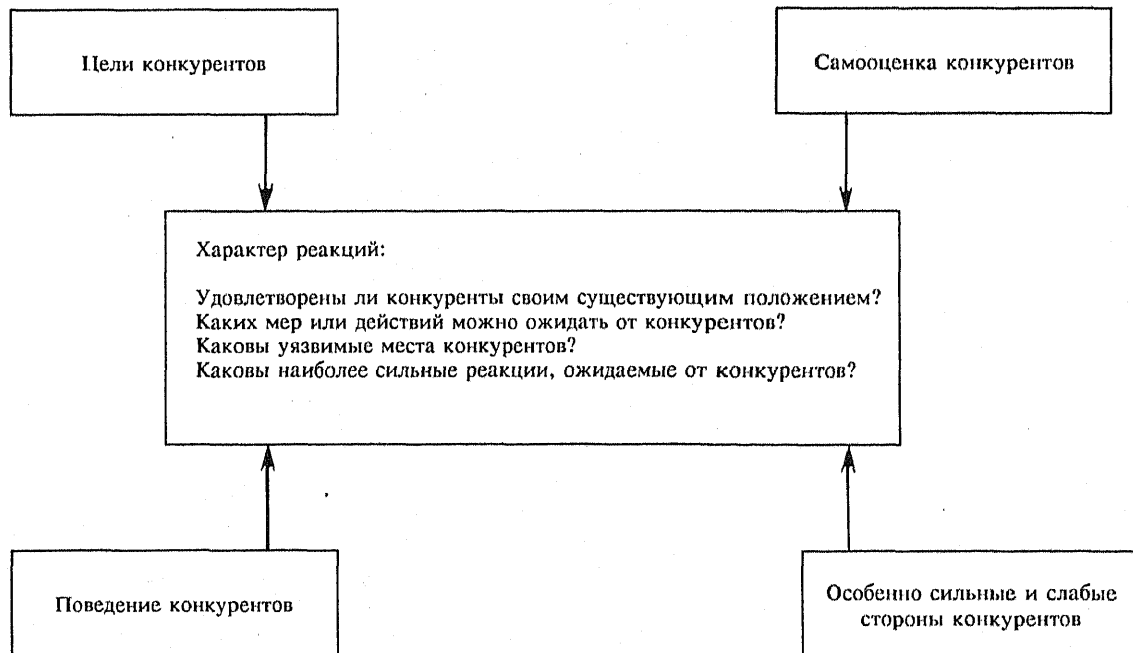 Цели конкурентов
Самооценка конкурентов
Характер реакций:
Удовлетворены ли конкуренты своим существующим положением?
Каких мер или действий можно ожидать от конкурентов?
Каковы уязвимые места конкурентов?
Каковы наиболее сильные реакции, ожидаемые от конкурентов?
Поведение конкурентов
Особенно сильные и слабые
стороны конкурентов